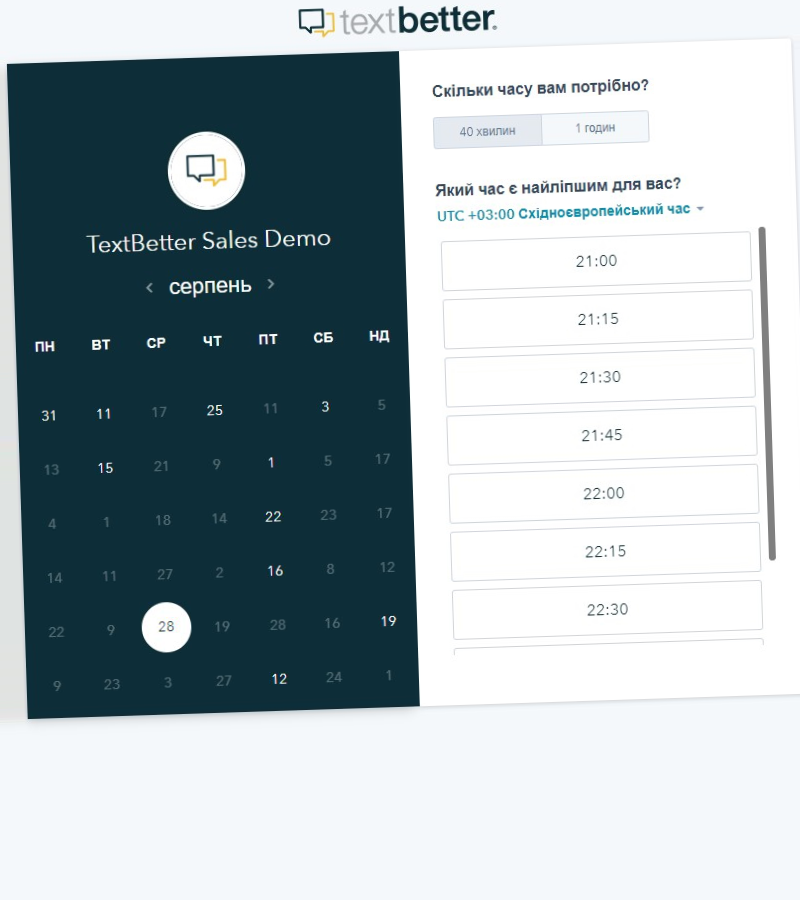 textbetter.
TextBetter Sales Demo
серпень
ПН ВТ СР ЧТ ПТ СБ НД
31 11 17 25 11 3 5
13 15 21 9 1 5 17
4 1 18 14 22 23 17
14 11 27 2 16 8 12
22 9 28 19 28 16 19
9 23 3 27 12 24 1
Скільки часу вам потрібно?
40 хвилин 1 годин
Який час є найліпшим для вас?
UTC +03:00 Східноєвропейський час
21:00
21:15
21:30
21:45
22:00
22:15
22:30